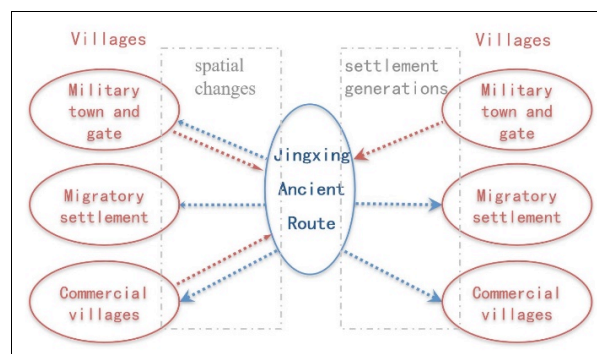 Villages
Villages
spatial
changes
settlement
generations
Military
town and
gate
Military
town and
gate
Jingxing
Ancient
Route
Migratory
settlement
Migratory
settlement
Commercial
villages
Commercial
villages